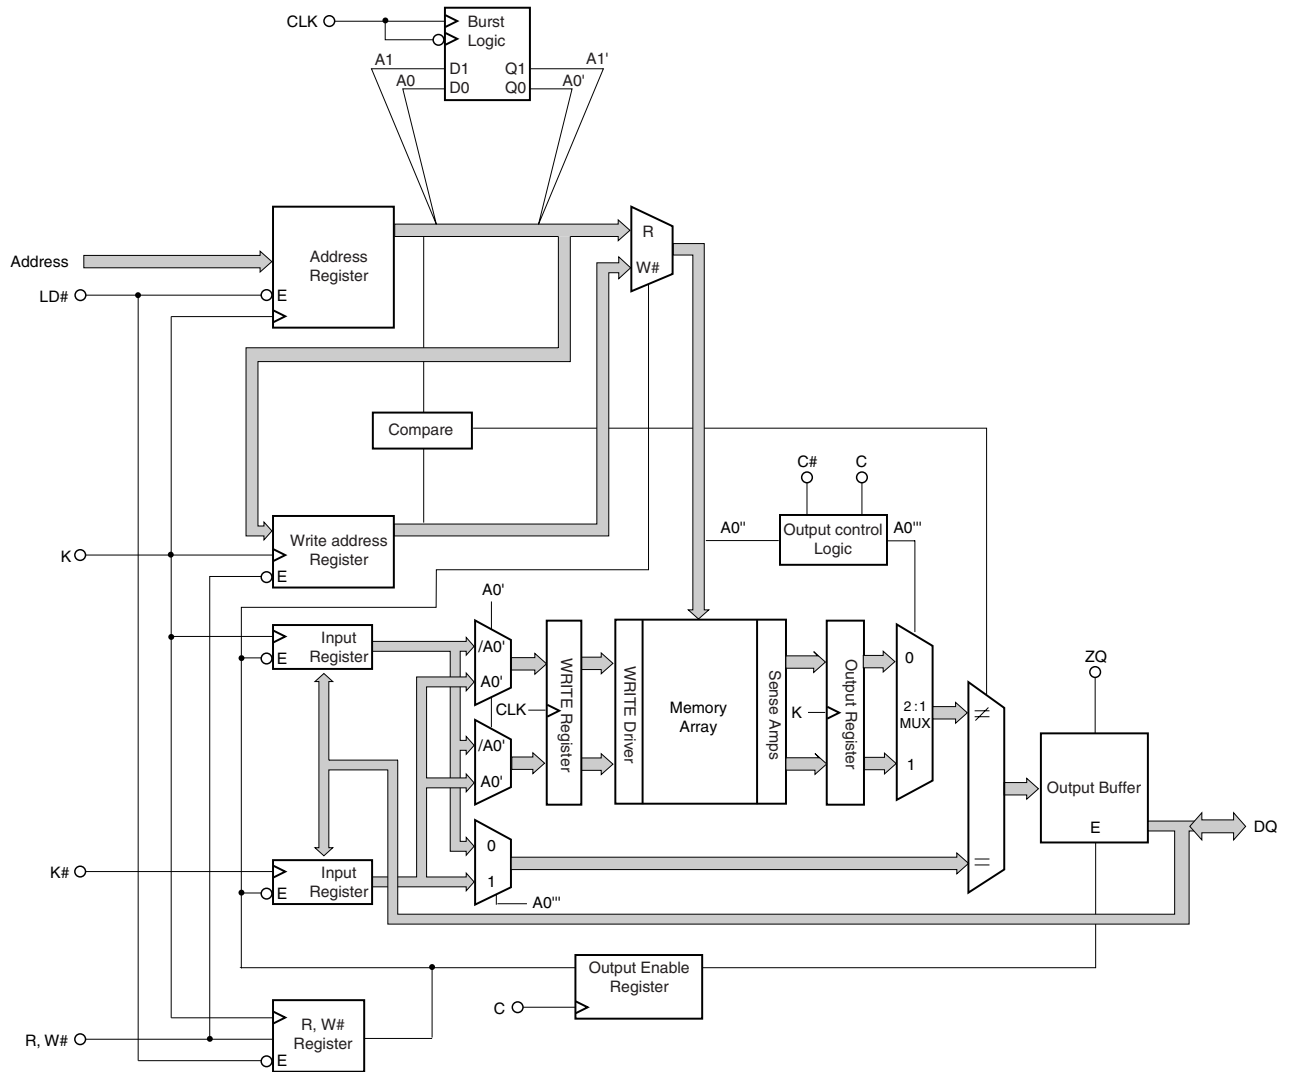 CLK
Burst
Logic
A1
D1
Q1
A1'
A0
D0
Q0
A0'
Address
Address
Register
R
W#
LD#
E
Compare
C#
C
Write address
Register
A0''
Output control
Logic
A0'''
K
E
A0'
Input
Register
E
/A0'
A0'
WRITE Register
WRITE Driver
Memory
Array
Sense Amps
Output Register
0
2:1
MUX
1
ZQ
CLK
K
≠
/A0'
A0'
Output Buffer
E
DQ
K#
Input
Register
E
0
1
=
A0'''
Output Enable
Register
C
R, W#
R, W#
Register
E